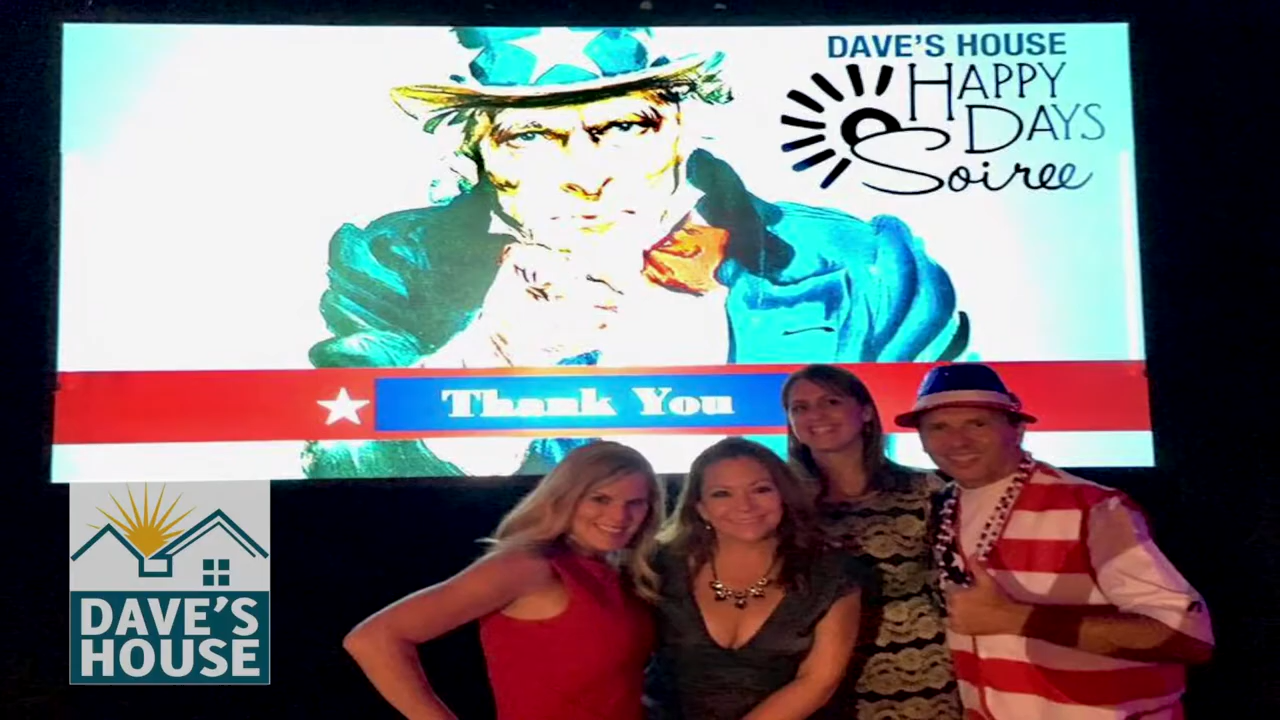 DAVE'S HOUSE
HAPPY
DAYS
Soiree
Thank You
DAVE'S
HOUSE